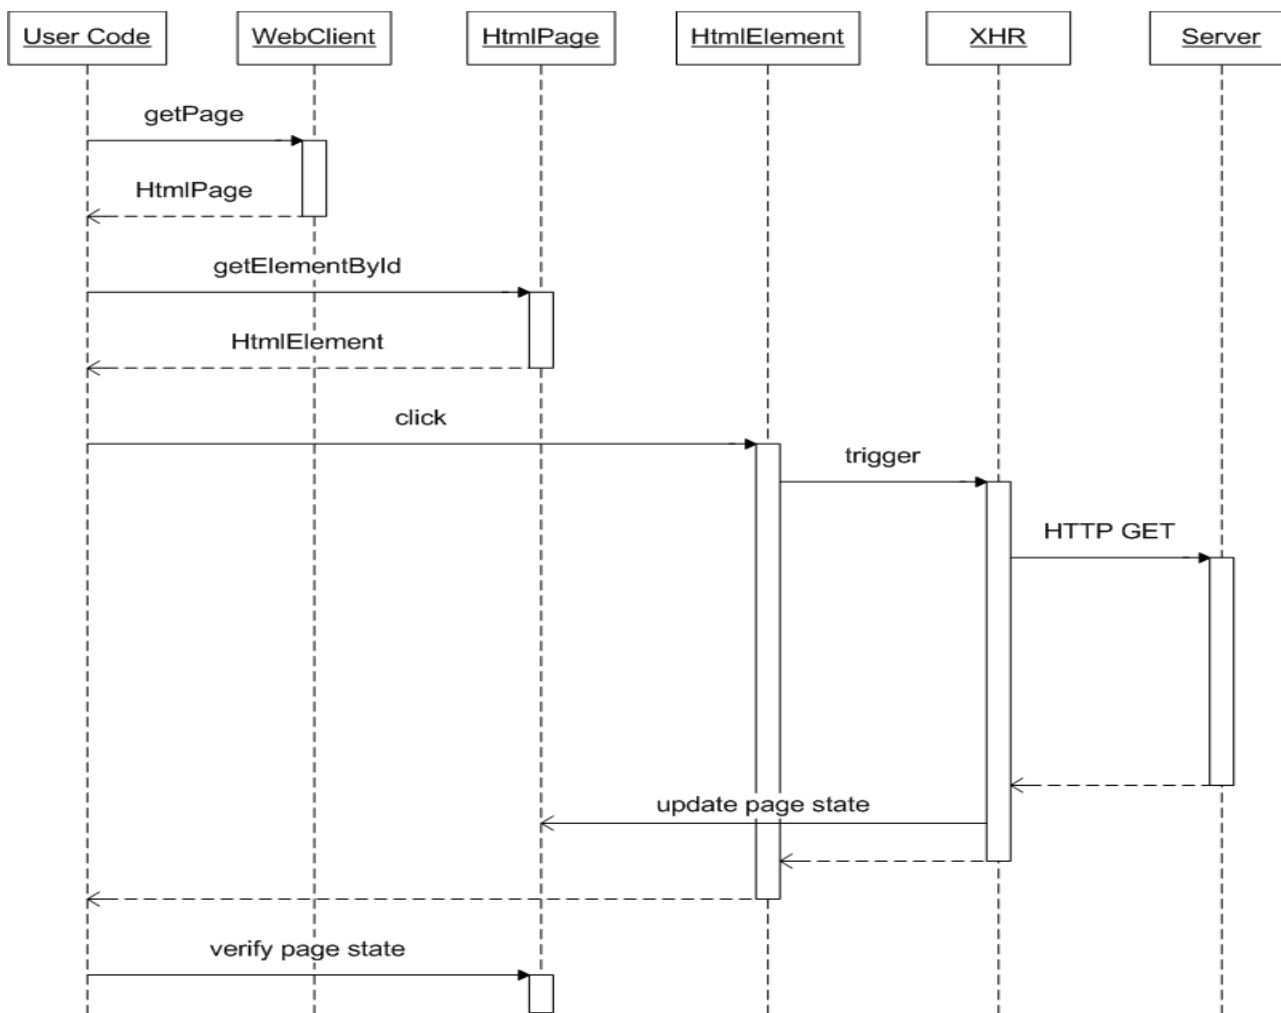 User Code
WebClient
HtmlPage
HtmlElement
XHR
Server
getPage
HtmlPage
getElementById
HtmlElement
click
trigger
HTTP GET
update page state
verify page state